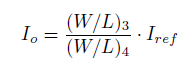 I_o = \frac{(W/L)_3}{(W/L)_4} \cdot I_{ref}